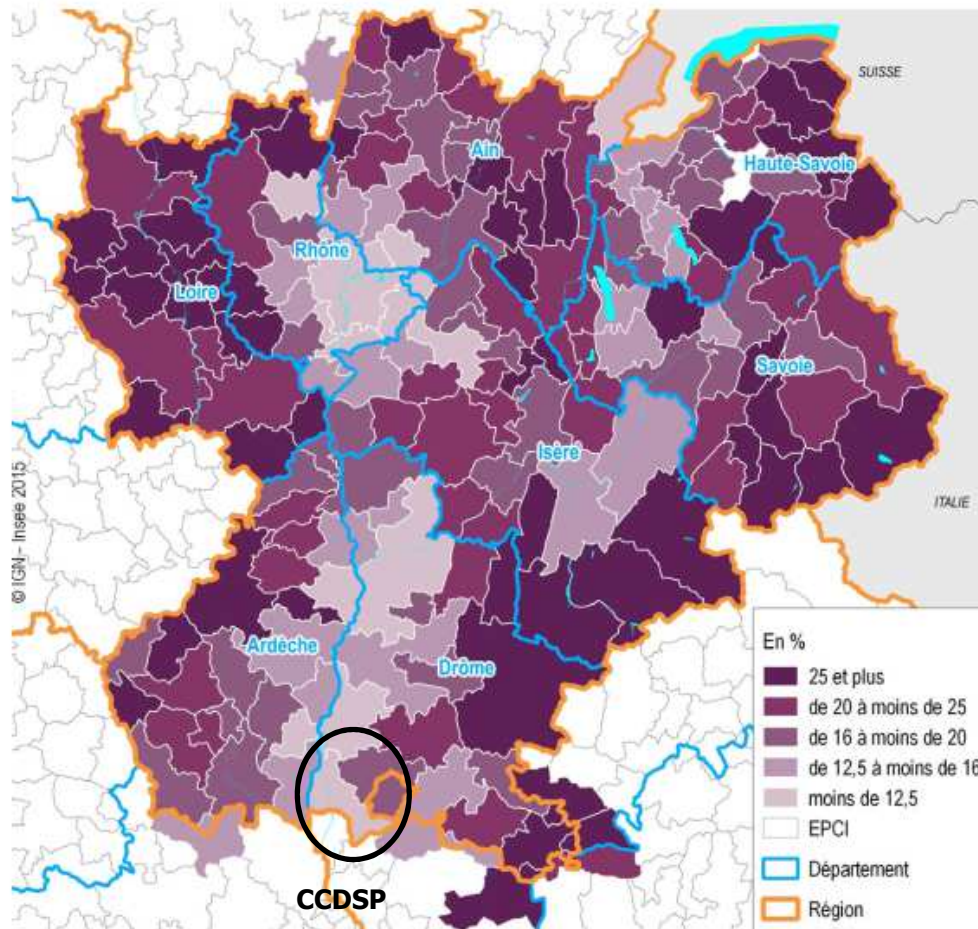 SUISSE
Ain
Haute-Savoie
Rhône
Loire
Savoie
Isère
© IGN - Insee 2015
ITALIE
Ardèche
Drôme
CCDSP
En %
25 et plus
de 20 à moins de 25
de 16 à moins de 20
de 12,5 à moins de 16
moins de 12,5
EPCI
Département
Région